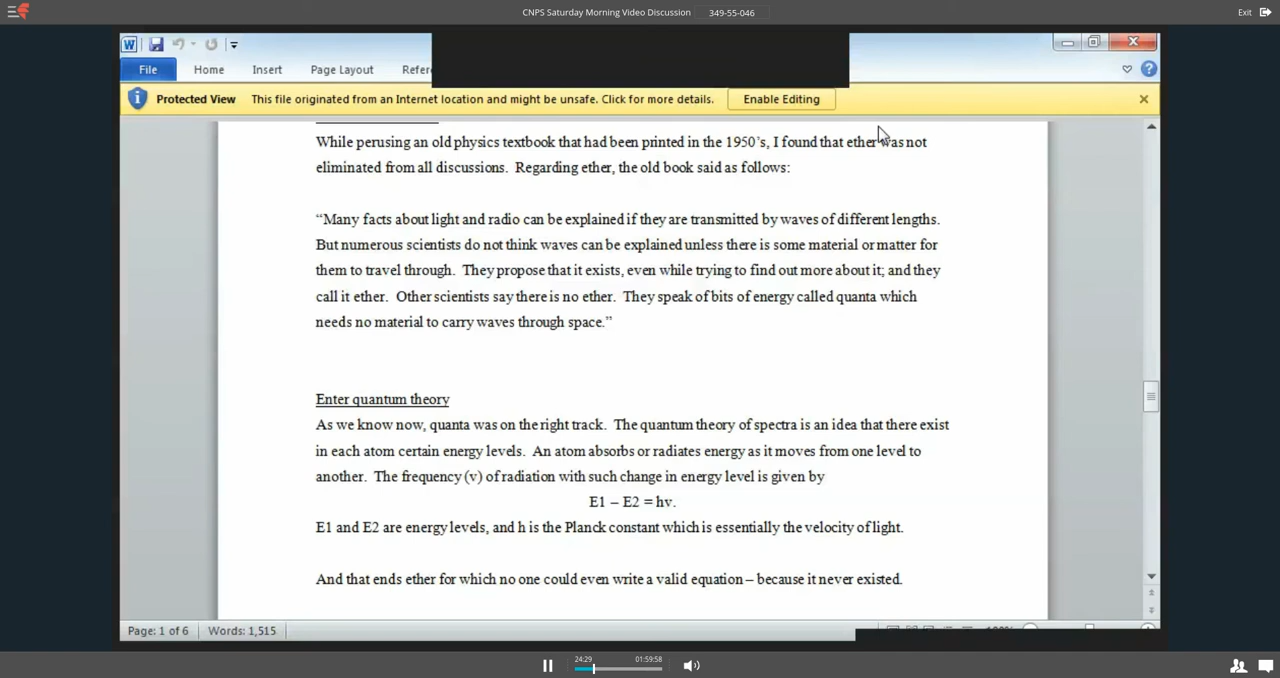 CNPS Saturday Morning Video Discussion 349-55-046 Exit
W
File Home Insert Page Layout
Protected View This file originated from an Internet location and might be unsafe. Click for more details. Enable Editing
While perusing an old physics textbook that had been printed in the 1950's, I found that ether was not
eliminated from all discussions. Regarding ether, the old book said as follows:
“Many facts about light and radio can be explained if they are transmitted by waves of different lengths.
But numerous scientists do not think waves can be explained unless there is some material or matter for
them to travel through. They propose that it exists, even while trying to find out more about it; and they
call it ether. Other scientists say there is no ether. They speak of bits of energy called quanta which
needs no material to carry waves through space.”
Enter quantum theory
As we know now, quanta was on the right track. The quantum theory of spectra is an idea that there exist
in each atom certain energy levels. An atom absorbs or radiates energy as it moves from one level to
another. The frequency (v) of radiation with such change in energy level is given by
E1 – E2 = hv.
E1 and E2 are energy levels, and h is the Planck constant which is essentially the velocity of light.
And that ends ether for which no one could even write a valid equation – because it never existed.
Page: 1 of 6 Words: 1,515
24:29 01:59:58